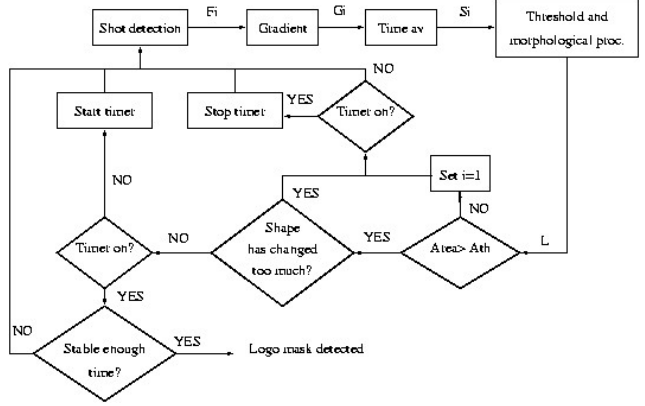 Fi
Gi
Si
Shot detection
Gradient
Time av
Threshold and
morphological proc.
NO
YES
Start timer
Stop timer
Timer on?
NO
YES
Set i=1
NO
Timer on?
NO
Shape
has changed
too much?
YES
Area> Ath
L
YES
NO
Stable enough
time?
YES
Logo mask detected